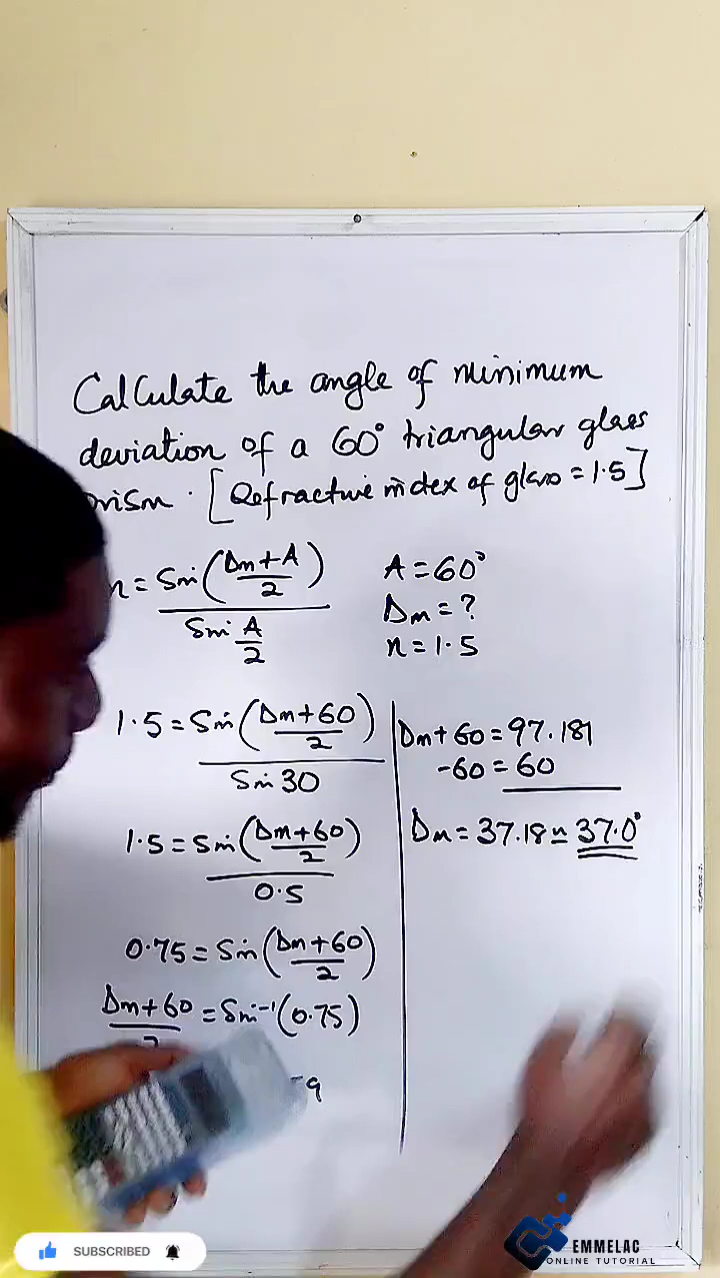 Calculate the angle of minimum
deviation of a 60° triangular glass
prism. [Refractive index of glass = 1.5]
n = Sin(Dm+A/2) / Sin A/2
A = 60°
Dm = ?
n = 1.5
1.5 = Sin(Dm+60/2) / Sin 30
1.5 = Sin(Dm+60/2) / 0.5
0.75 = Sin(Dm+60/2)
Dm+60/2 = Sin⁻¹(0.75)
9
Dm + 60 = 97.181
-60 = 60
Dm = 37.18 ≃ 37.0°
SUBSCRIBED
EMMELAC
ONLINE TUTORIAL